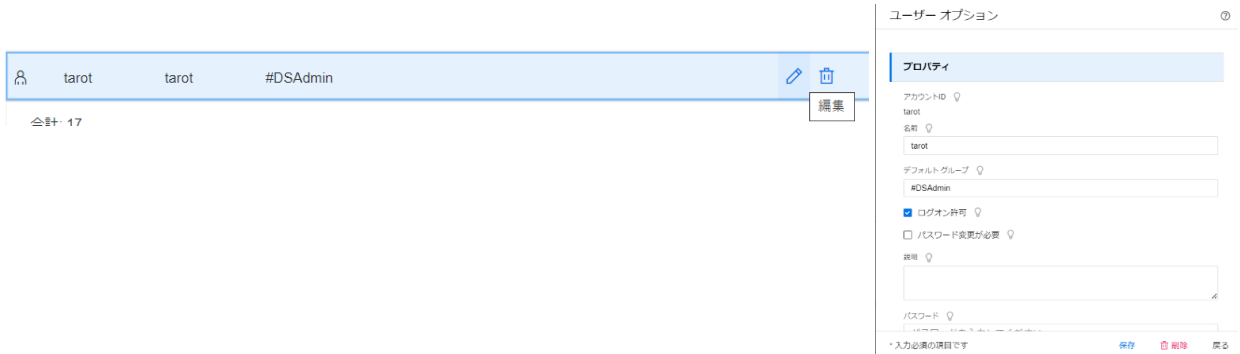 tarot tarot #DSAdmin
編集
合計: 17
ユーザー オプション
プロパティ
アカウントID
tarot
名前
tarot
デフォルト グループ
#DSAdmin
ログオン許可
パスワード変更が必要
説明
パスワード
* 入力必須の項目です 保存 削除 戻る